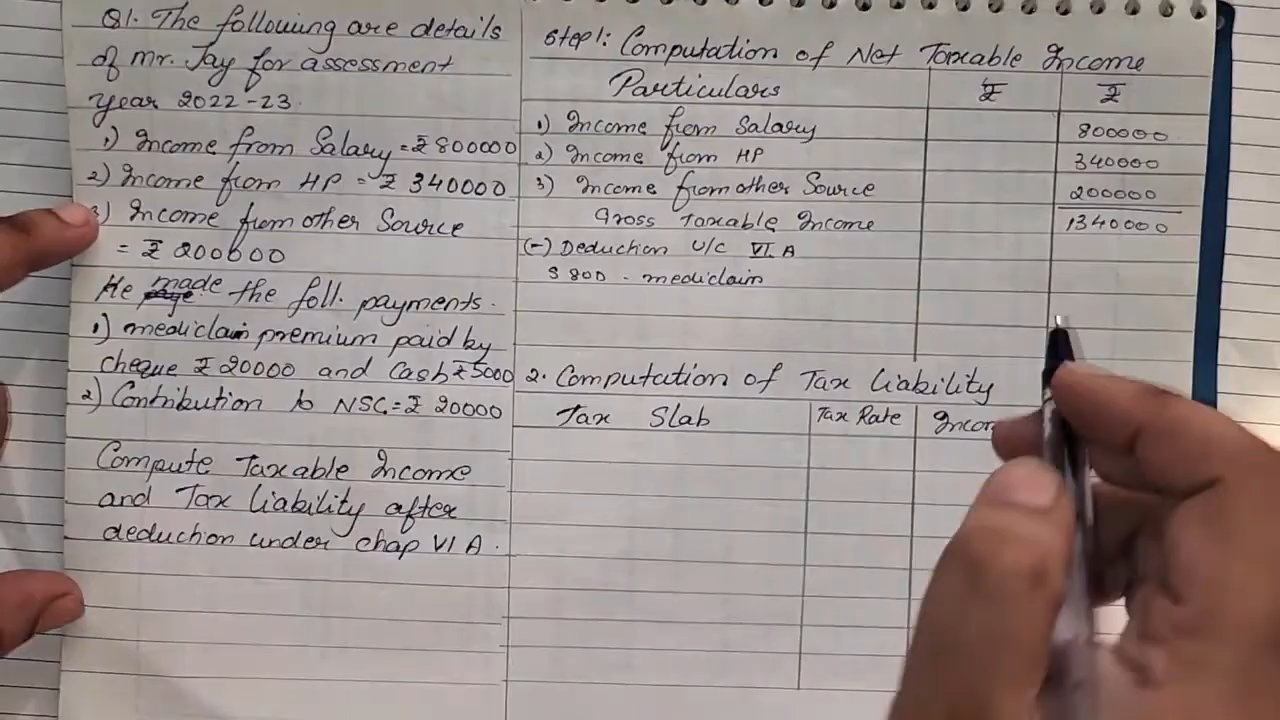 Q1. The following are details
of mr. Jay for assessment
year 2022-23.
1) Income from Salary = ₹ 800000
2) Income from HP = ₹ 340000
3) Income from other Source
= ₹ 200000
He made the foll. payments.
1) mediclaim premium paid by
cheque ₹ 20000 and Cash ₹ 5000
2) Contribution to NSC = ₹ 20000
Compute Taxable Income
and Tax liability after
deduction under chap VI A.
Step 1: Computation of Net Taxable Income
Particulars ₹ ₹
1) Income from Salary 800000
2) Income from HP 340000
3) Income from other Source 200000
Gross Taxable Income 1340000
(-) Deduction U/C VI A
S 80D - mediclaim
2. Computation of Tax liability
Tax Slab Tax Rate